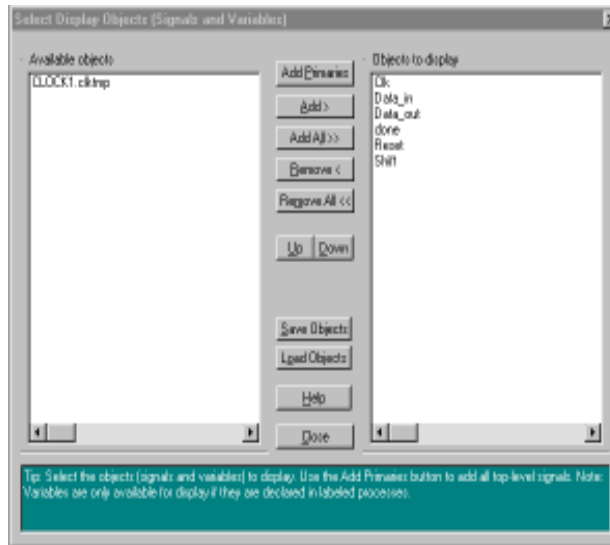 Select Display Objects (Signals and Variables)
Available objects
CLOCK1.clktmp
Add Primaries
Add >
Add All >>
Remove <
Remove All <<
Up
Down
Save Objects
Load Objects
Help
Close
Objects to display
Clk
Data_in
Data_out
done
Reset
Shift
Tip: Select the objects (signals and variables) to display. Use the Add Primaries button to add all top-level signals. Note:
Variables are only available for display if they are declared in labeled processes.